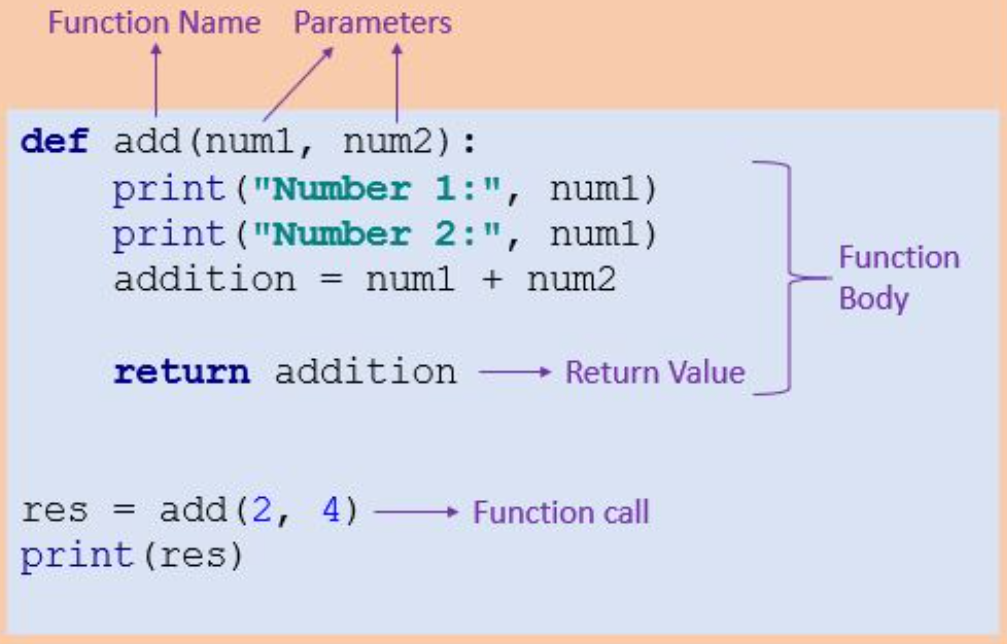 Function Name Parameters
def add(num1, num2):
print("Number 1:", num1)
print("Number 2:", num1)
addition = num1 + num2
Function
Body
return addition Return Value
res = add(2, 4) Function call
print(res)